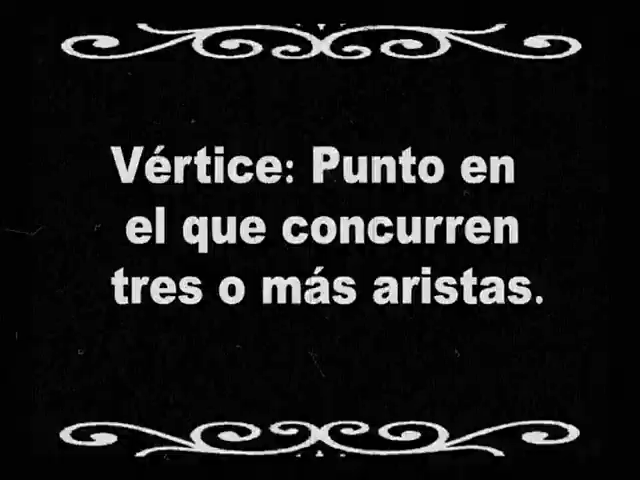 Vértice: Punto en
el que concurren
tres o más aristas.